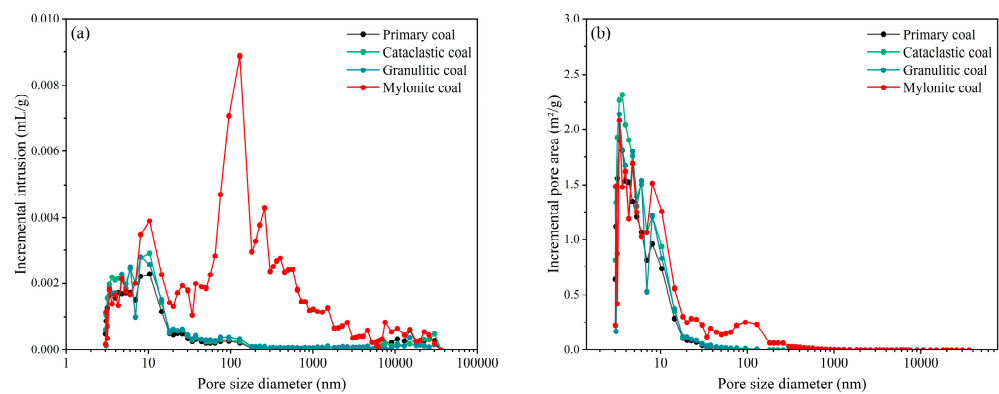 (a)
Primary coal
Cataclastic coal
Granulitic coal
Mylonite coal
0.010
0.008
0.006
0.004
0.002
0.000
Incremental intrusion (mL/g)
1
10
100
1000
10000
100000
Pore size diameter (nm)
(b)
Primary coal
Cataclastic coal
Granulitic coal
Mylonite coal
3.0
2.5
2.0
1.5
1.0
0.5
0.0
Incremental pore area (m²/g)
10
100
1000
10000
Pore size diameter (nm)